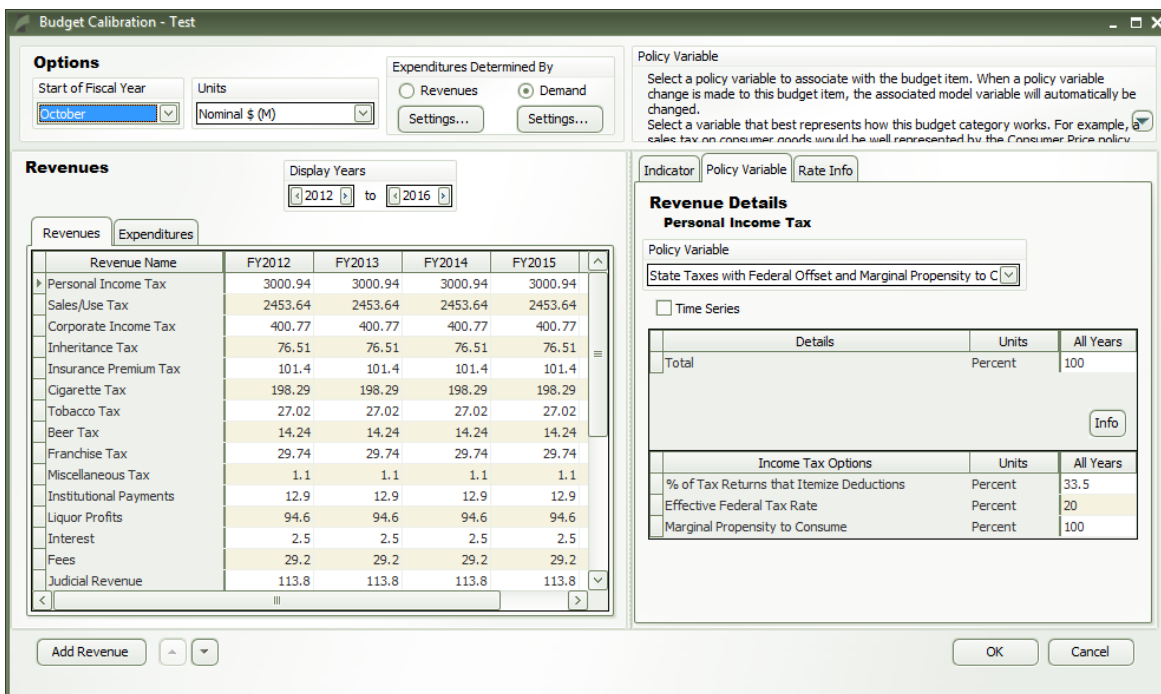 Budget Calibration - Test
Options
Start of Fiscal Year
October
Units
Nominal $ (M)
Expenditures Determined By
Revenues
Demand
Settings...
Settings...
Policy Variable
Select a policy variable to associate with the budget item. When a policy variable
change is made to this budget item, the associated model variable will automatically be
changed.
Select a variable that best represents how this budget category works. For example, a
sales tax on consumer goods would be well represented by the Consumer Price policy
Revenues
Display Years
2012 to 2016
Revenues Expenditures
Revenue Name FY2012 FY2013 FY2014 FY2015
Personal Income Tax 3000.94 3000.94 3000.94 3000.94
Sales/Use Tax 2453.64 2453.64 2453.64 2453.64
Corporate Income Tax 400.77 400.77 400.77 400.77
Inheritance Tax 76.51 76.51 76.51 76.51
Insurance Premium Tax 101.4 101.4 101.4 101.4
Cigarette Tax 198.29 198.29 198.29 198.29
Tobacco Tax 27.02 27.02 27.02 27.02
Beer Tax 14.24 14.24 14.24 14.24
Franchise Tax 29.74 29.74 29.74 29.74
Miscellaneous Tax 1.1 1.1 1.1 1.1
Institutional Payments 12.9 12.9 12.9 12.9
Liquor Profits 94.6 94.6 94.6 94.6
Interest 2.5 2.5 2.5 2.5
Fees 29.2 29.2 29.2 29.2
Judicial Revenue 113.8 113.8 113.8 113.8
Indicator Policy Variable Rate Info
Revenue Details
Personal Income Tax
Policy Variable
State Taxes with Federal Offset and Marginal Propensity to C
Time Series
Details Units All Years
Total Percent 100
Info
Income Tax Options Units All Years
% of Tax Returns that Itemize Deductions Percent 33.5
Effective Federal Tax Rate Percent 20
Marginal Propensity to Consume Percent 100
Add Revenue
OK
Cancel